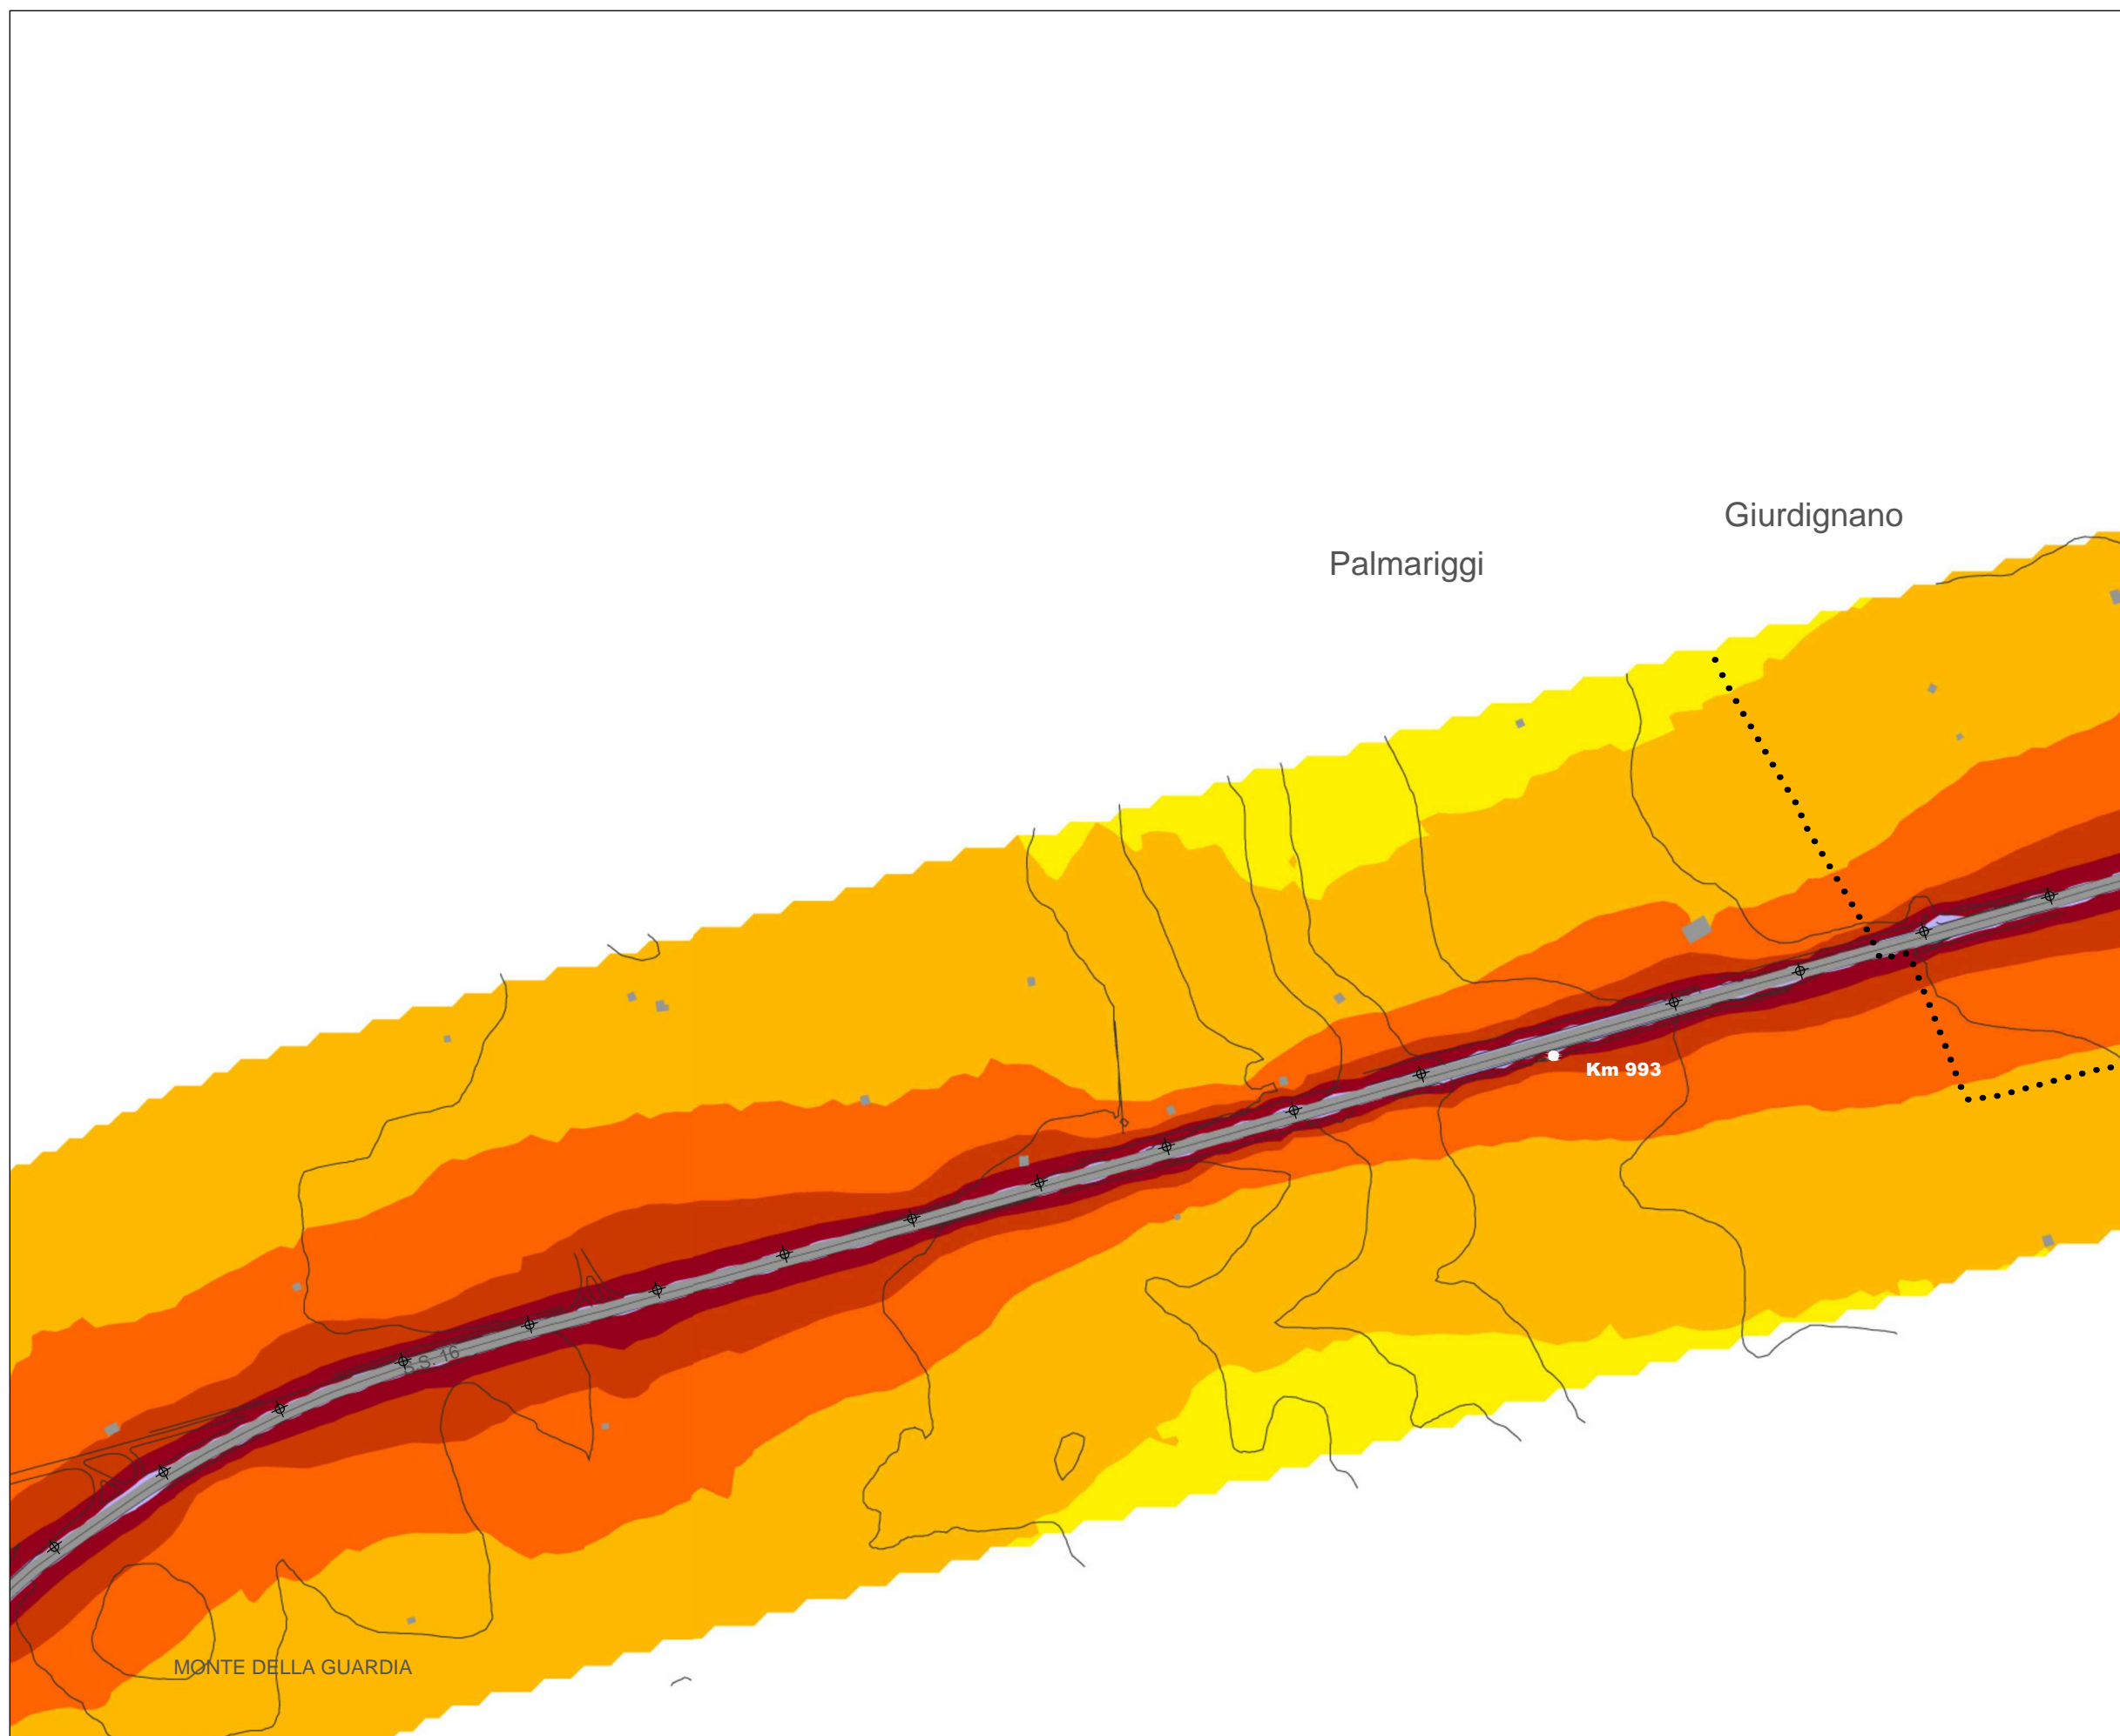 Giurdignano
Palmariggi
Km 993
S.S. 16
MONTE DELLA GUARDIA